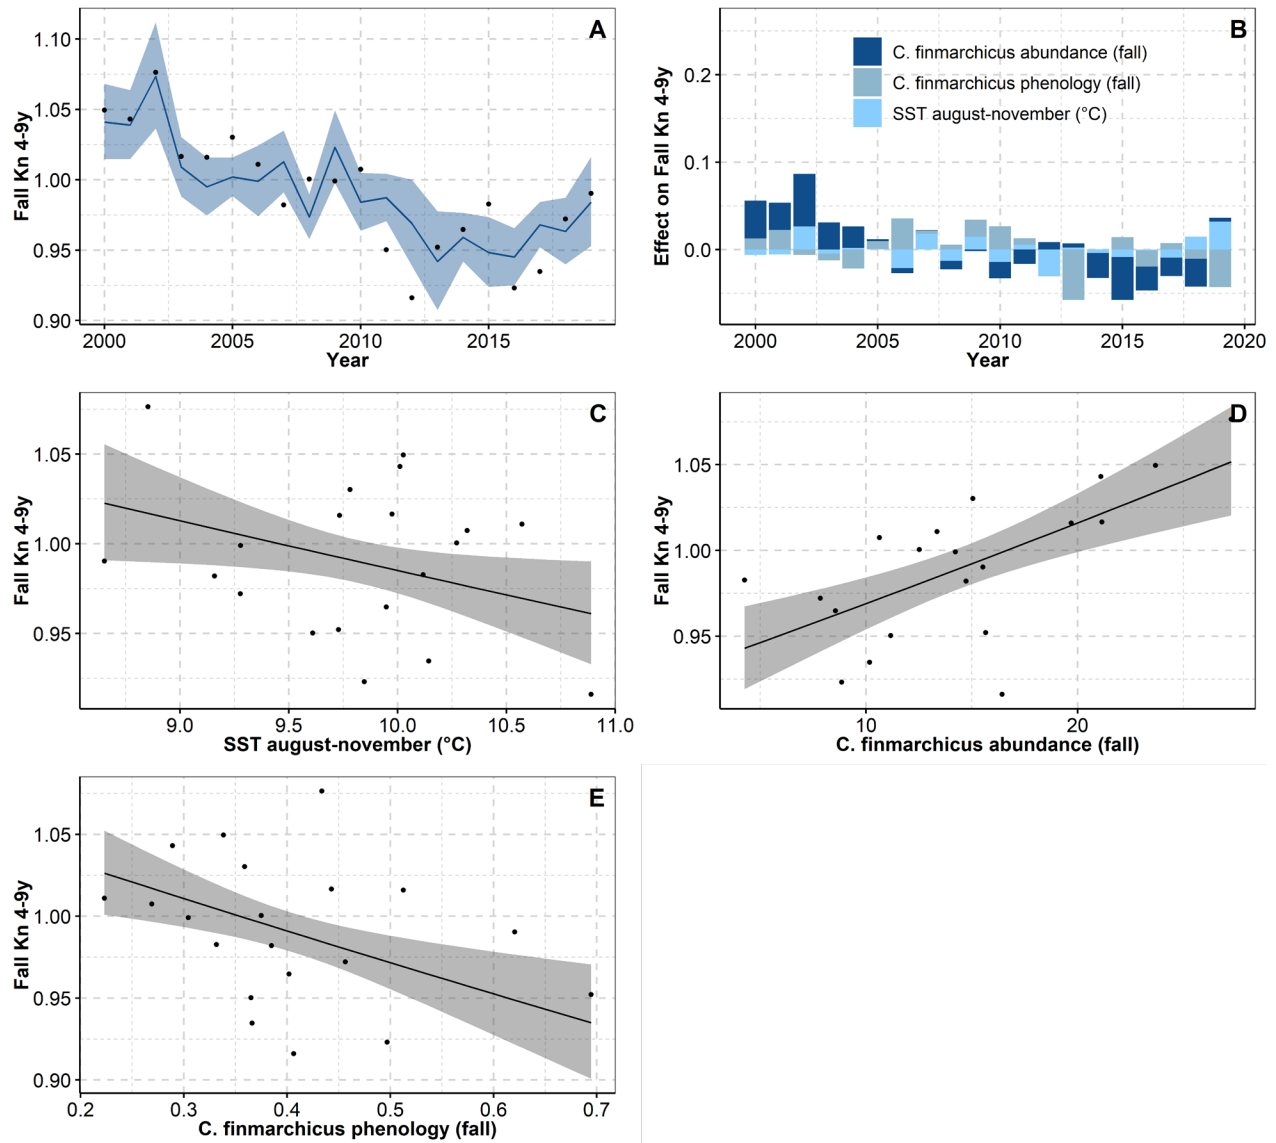 A
Fall Kn 4-9y
1.10
1.05
1.00
0.95
0.90
2000 2005 2010 2015
Year
B
Effect on Fall Kn 4-9y
C. finmarchicus abundance (fall)
C. finmarchicus phenology (fall)
SST august-november (°C)
0.2
0.1
0.0
2000 2005 2010 2015 2020
Year
C
Fall Kn 4-9y
1.05
1.00
0.95
9.0 9.5 10.0 10.5 11.0
SST august-november (°C)
D
Fall Kn 4-9y
1.05
1.00
0.95
10 20
C. finmarchicus abundance (fall)
E
Fall Kn 4-9y
1.05
1.00
0.95
0.90
0.2 0.3 0.4 0.5 0.6 0.7
C. finmarchicus phenology (fall)